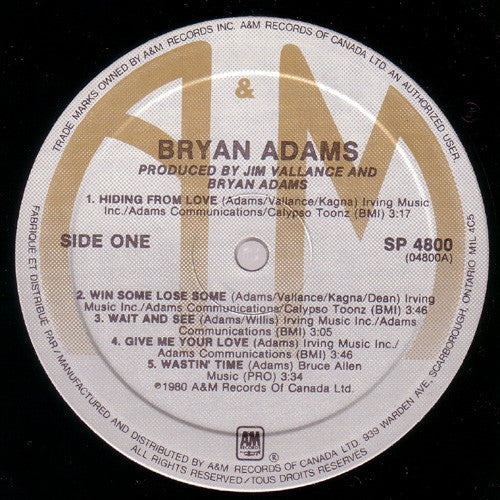 TRADE MARKS OWNED BY A&M RECORDS INC. A&M RECORDS OF CANADA LTD. AN AUTHORIZED USER.
&
BRYAN ADAMS
PRODUCED BY JIM VALLANCE AND
BRYAN ADAMS
1. HIDING FROM LOVE (Adams/Vallance/Kagna) Irving Music
Inc./Adams Communications/Calypso Toonz (BMI) 3:17
SIDE ONE
SP 4800
(04800A)
2. WIN SOME LOSE SOME (Adams/Vallance/Kagna/Dean) Irving
Music Inc./Adams Communications/Calypso Toonz (BMI) 3:46
3. WAIT AND SEE (Adams/Willis) Irving Music Inc./Adams
Communications (BMI) 3:05
4. GIVE ME YOUR LOVE (Adams) Irving Music Inc./Adams
Communications (BMI) 3:46
5. WASTIN' TIME (Adams) Bruce Allen
Music (PRO) 3:34
℗1980 A&M Records Of Canada Ltd.
A&M
®
FABRIQUE ET DISTRIBUE PAR/MANUFACTURED AND DISTRIBUTED BY A&M RECORDS OF CANADA LTD. 939 WARDEN AVE. SCARBOROUGH, ONTARIO M1L 4C5
ALL RIGHTS RESERVED/TOUS DROITS RESERVES